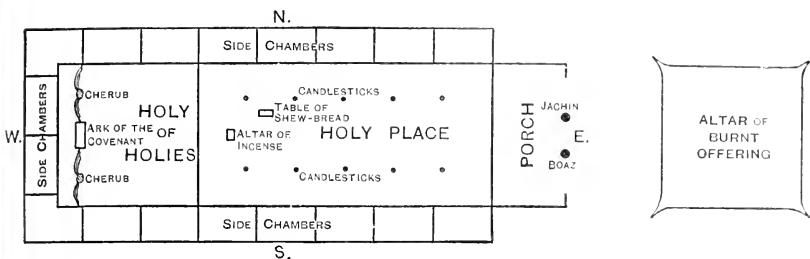 N.
SIDE CHAMBERS
SIDE CHAMBERS
W.
CHERUB
ARK OF THE
COVENANT
CHERUB
HOLY
OF
HOLIES
CANDLESTICKS
TABLE OF
SHEW-BREAD
ALTAR OF
INCENSE
HOLY PLACE
CANDLESTICKS
PORCH
JACHIN
E.
BOAZ
ALTAR OF
BURNT
OFFERING
SIDE CHAMBERS
S.